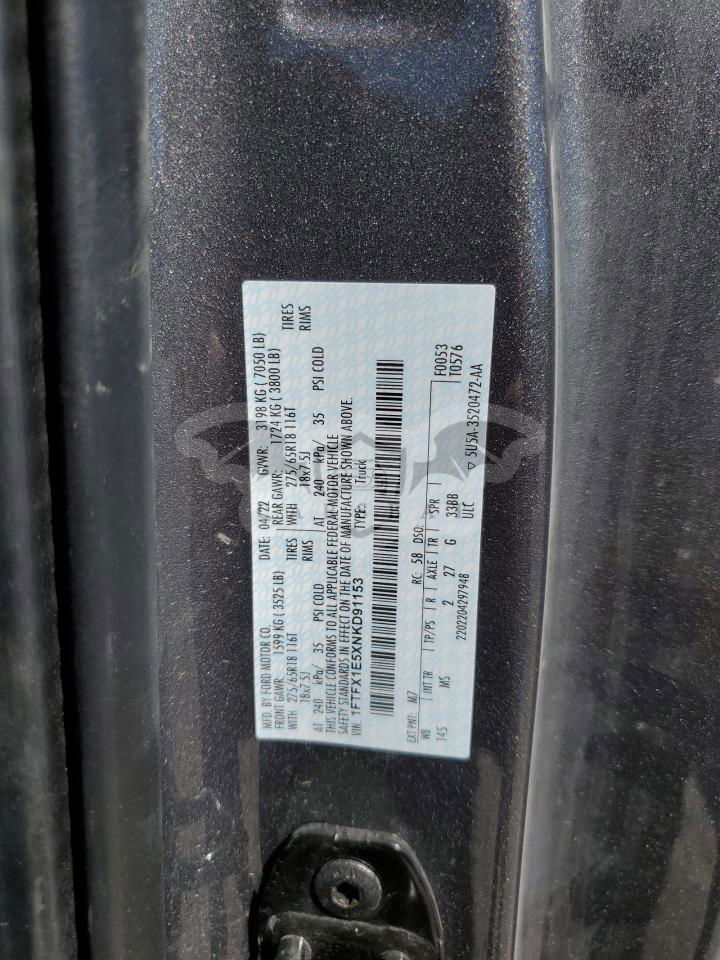 MFD. BY FORD MOTOR CO. DATE: 04/22 GVWR: 3198 KG ( 7050 LB)
FRONT GAWR: 1599 KG ( 3525 LB) REAR GAWR: 1724 KG ( 3800 LB)
WITH 275/65R18 116T TIRES WITH 275/65R18 116T TIRES
18x7.5J RIMS 18x7.5J RIMS
AT 240 kPa/ 35 PSI COLD AT 240 kPa/ 35 PSI COLD
THIS VEHICLE CONFORMS TO ALL APPLICABLE FEDERAL MOTOR VEHICLE
SAFETY STANDARDS IN EFFECT ON THE DATE OF MANUFACTURE SHOWN ABOVE.
VIN: 1FTFX1E5XNKD91153 TYPE: Truck
EXT PNT: M7 RC: 58 DSO: F0053
WB INT TR TP/PS R AXLE TR SPR T0576
145 MS 2 27 G 33BB
ULC 5U5A-3520472-AA
2202204297948